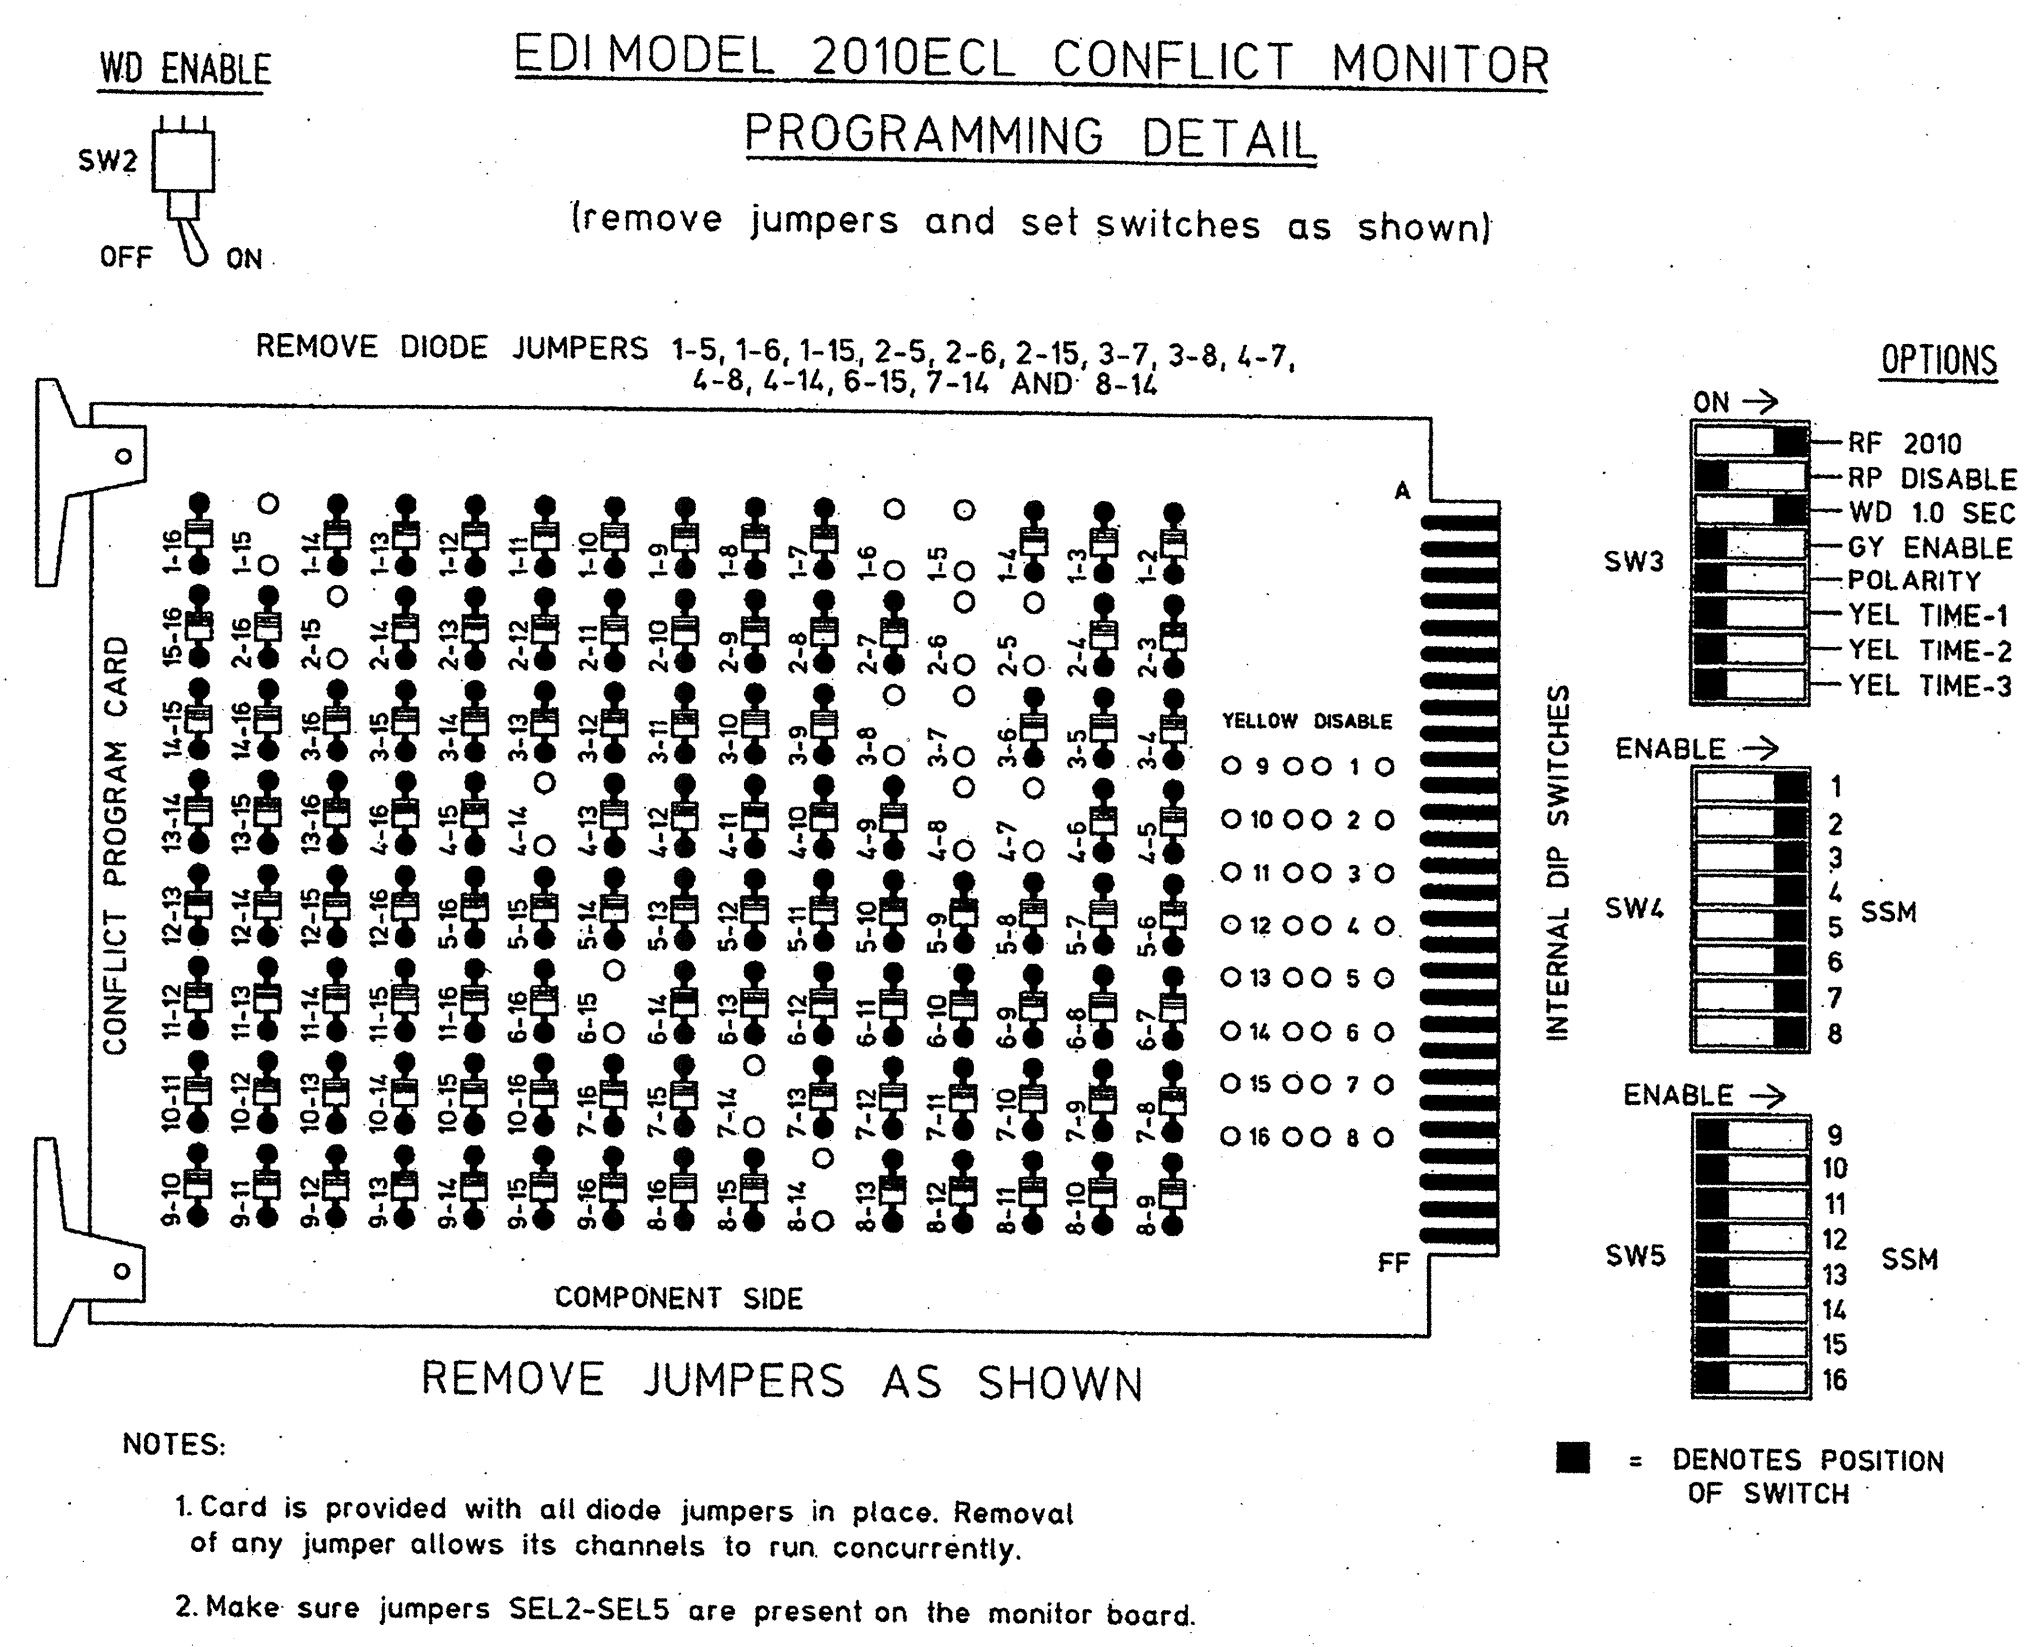 WD ENABLE
EDI MODEL 2010ECL CONFLICT MONITOR
PROGRAMMING DETAIL
SW2
(remove jumpers and set switches as shown)
OFF ON
REMOVE DIODE JUMPERS 1-5, 1-6, 1-15, 2-5, 2-6, 2-15, 3-7, 3-8, 4-7,
4-8, 4-14, 6-15, 7-14 AND 8-14
CONFLICT PROGRAM CARD
A
1-16 1-15 1-14 1-13 1-12 1-11 1-10 1-9 1-8 1-7 1-6 1-5 1-4 1-3 1-2
15-16 2-16 2-15 2-14 2-13 2-12 2-11 2-10 2-9 2-8 2-7 2-6 2-5 2-4 2-3
14-15 14-16 3-16 3-15 3-14 3-13 3-12 3-11 3-10 3-9 3-8 3-7 3-6 3-5 3-4
13-14 13-15 13-16 4-16 4-15 4-14 4-13 4-12 4-11 4-10 4-9 4-8 4-7 4-6 4-5
12-13 12-14 12-15 12-16 5-16 5-15 5-14 5-13 5-12 5-11 5-10 5-9 5-8 5-7 5-6
11-12 11-13 11-14 11-15 11-16 6-16 6-15 6-14 6-13 6-12 6-11 6-10 6-9 6-8 6-7
10-11 10-12 10-13 10-14 10-15 10-16 7-16 7-15 7-14 7-13 7-12 7-11 7-10 7-9 7-8
9-10 9-11 9-12 9-13 9-14 9-15 9-16 8-16 8-15 8-14 8-13 8-12 8-11 8-10 8-9
YELLOW DISABLE
9 1
10 2
11 3
12 4
13 5
14 6
15 7
16 8
FF
COMPONENT SIDE
INTERNAL DIP SWITCHES
OPTIONS
ON →
SW3
RF 2010
RP DISABLE
WD 1.0 SEC
GY ENABLE
POLARITY
YEL TIME-1
YEL TIME-2
YEL TIME-3
ENABLE →
SW4
1
2
3
4
5
6
7
8
SSM
ENABLE →
SW5
9
10
11
12
13
14
15
16
SSM
REMOVE JUMPERS AS SHOWN
= DENOTES POSITION
OF SWITCH
NOTES:
1. Card is provided with all diode jumpers in place. Removal
of any jumper allows its channels to run concurrently.
2. Make sure jumpers SEL2-SEL5 are present on the monitor board.